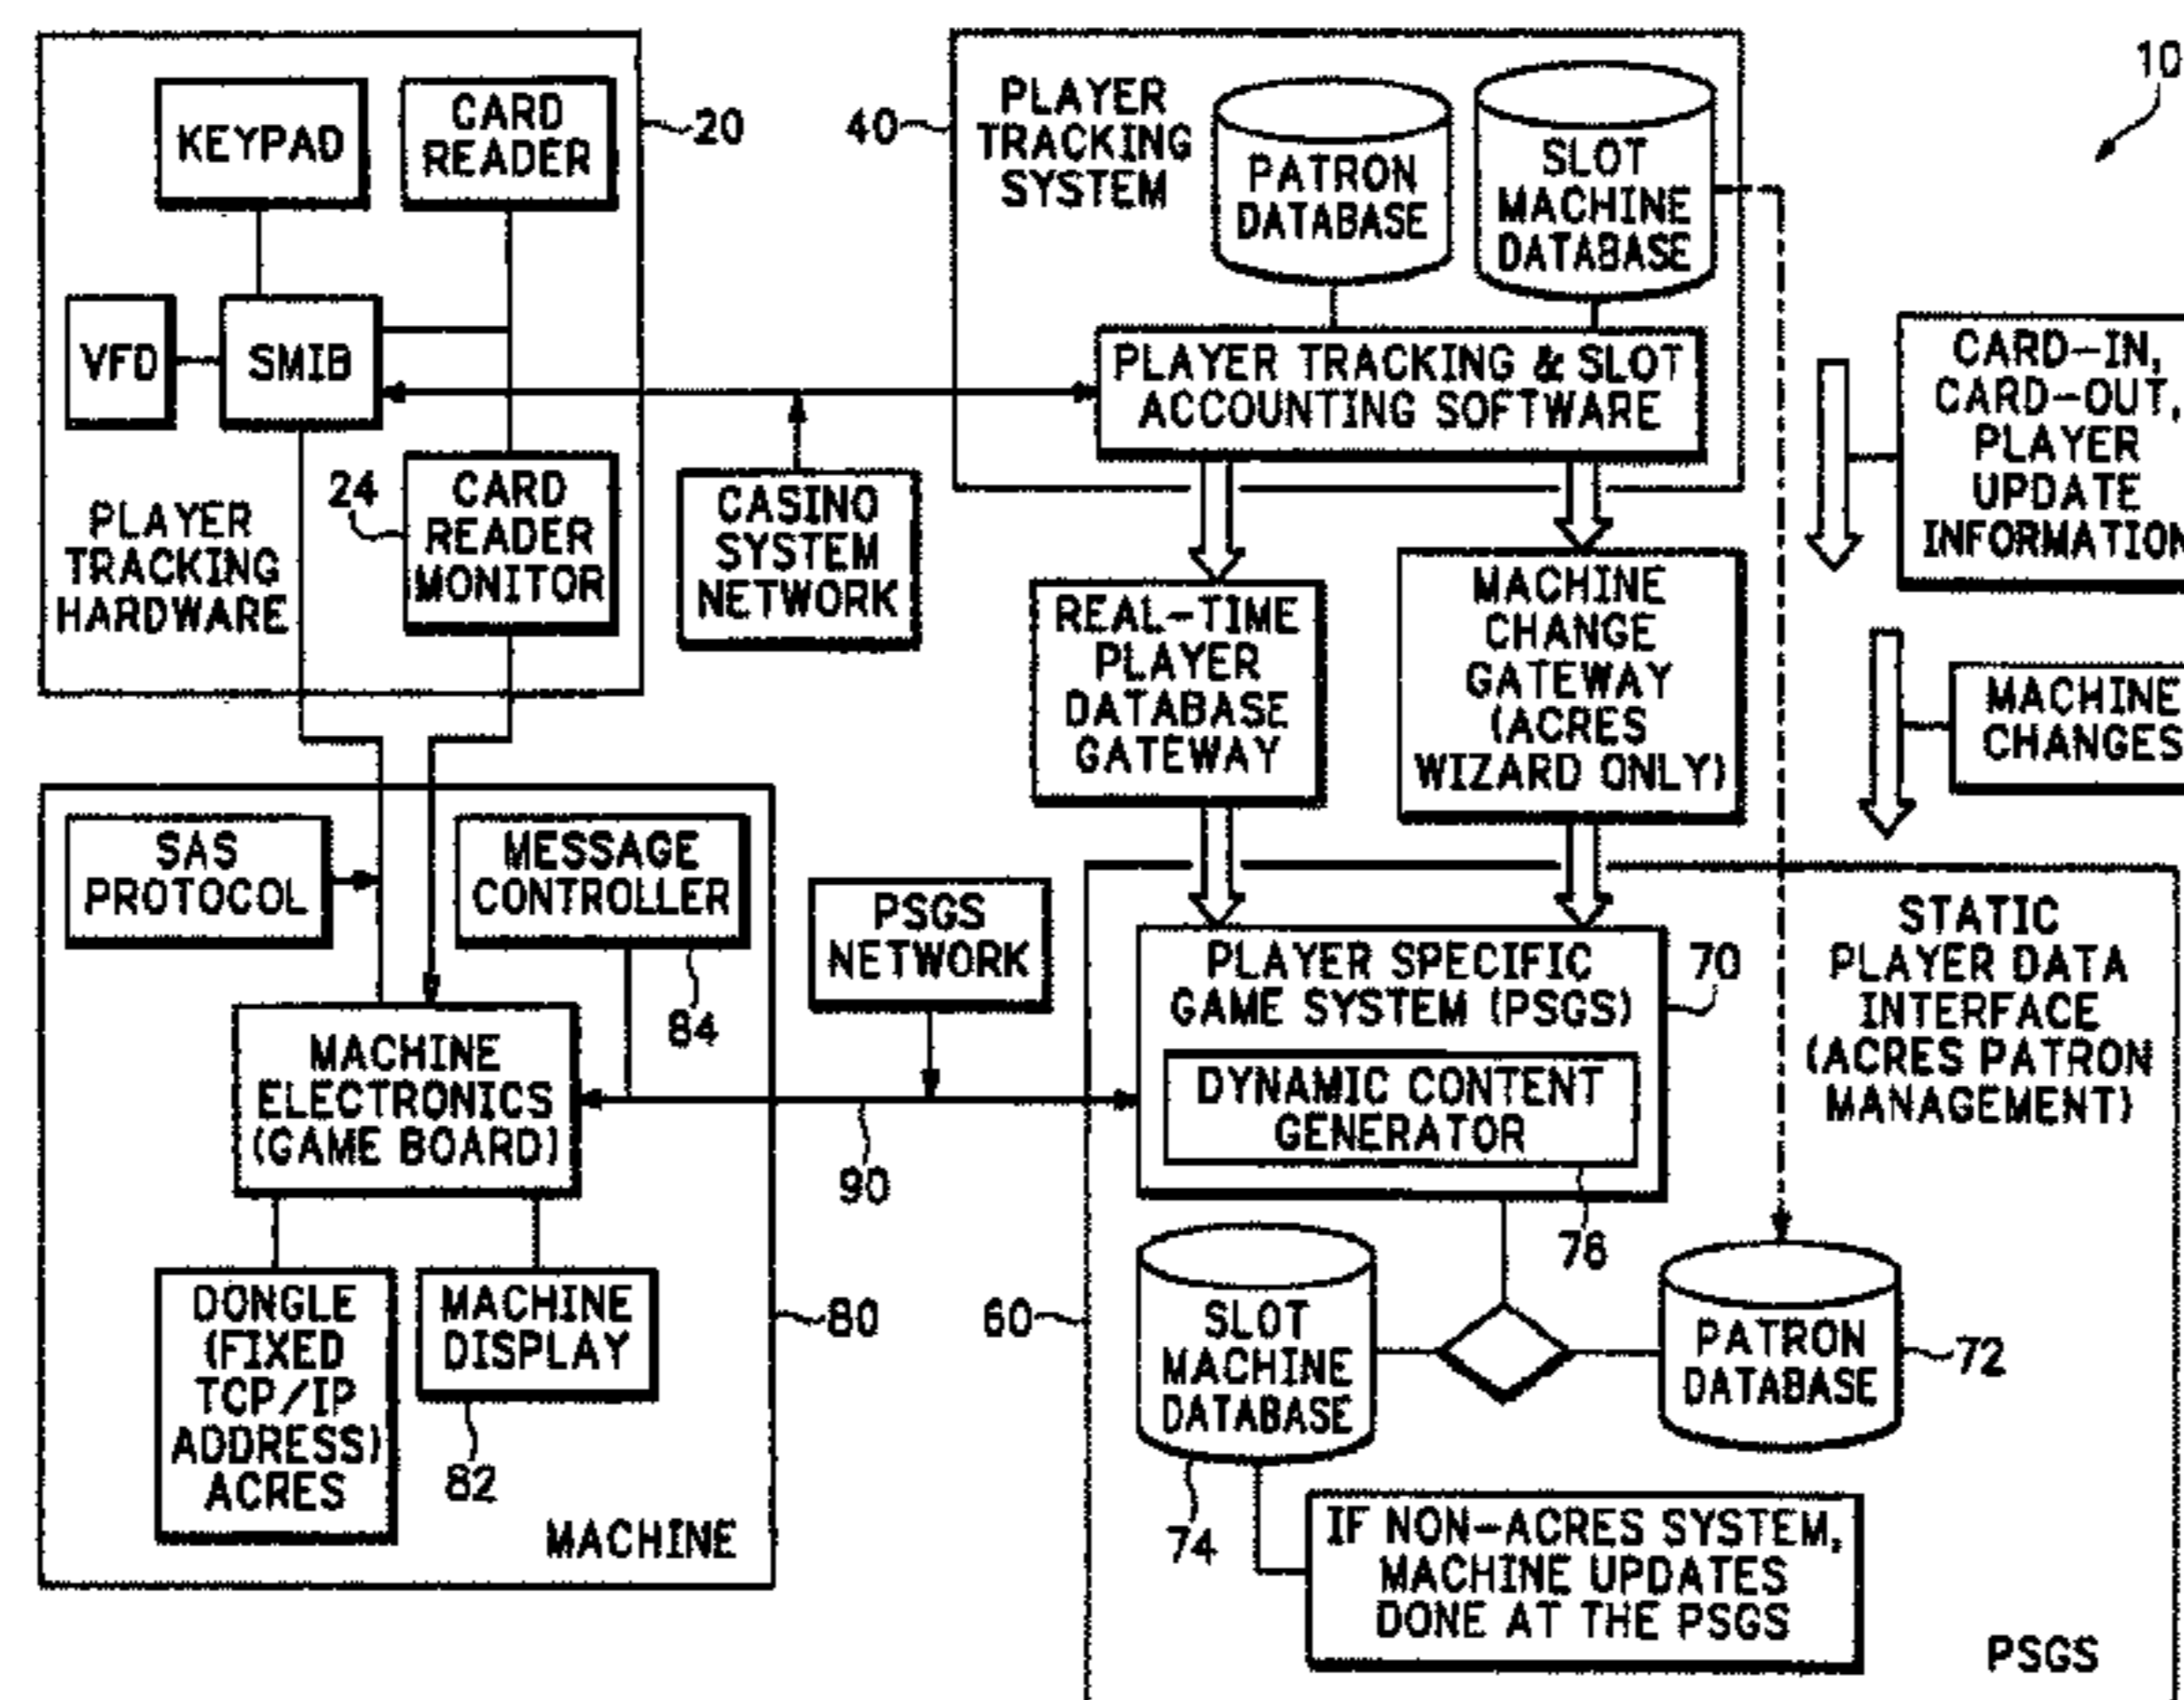 KEYPAD
CARD
READER
20
VFD
SMIB
24
CARD
READER
MONITOR
PLAYER
TRACKING
HARDWARE
CASINO
SYSTEM
NETWORK
40
PLAYER
TRACKING
SYSTEM
PATRON
DATABASE
SLOT
MACHINE
DATABASE
PLAYER TRACKING & SLOT
ACCOUNTING SOFTWARE
10
CARD-IN,
CARD-OUT,
PLAYER
UPDATE
INFORMATION
REAL-TIME
PLAYER
DATABASE
GATEWAY
MACHINE
CHANGE
GATEWAY
(ACRES
WIZARD ONLY)
MACHINE
CHANGES
SAS
PROTOCOL
MESSAGE
CONTROLLER
84
PSGS
NETWORK
MACHINE
ELECTRONICS
(GAME BOARD)
90
DONGLE
(FIXED
TCP/IP
ADDRESS)
ACRES
MACHINE
DISPLAY
82
80
MACHINE
60
PLAYER SPECIFIC
GAME SYSTEM (PSGS)
70
DYNAMIC CONTENT
GENERATOR
78
STATIC
PLAYER DATA
INTERFACE
(ACRES PATRON
MANAGEMENT)
SLOT
MACHINE
DATABASE
74
PATRON
DATABASE
72
IF NON-ACRES SYSTEM,
MACHINE UPDATES
DONE AT THE PSGS
PSGS